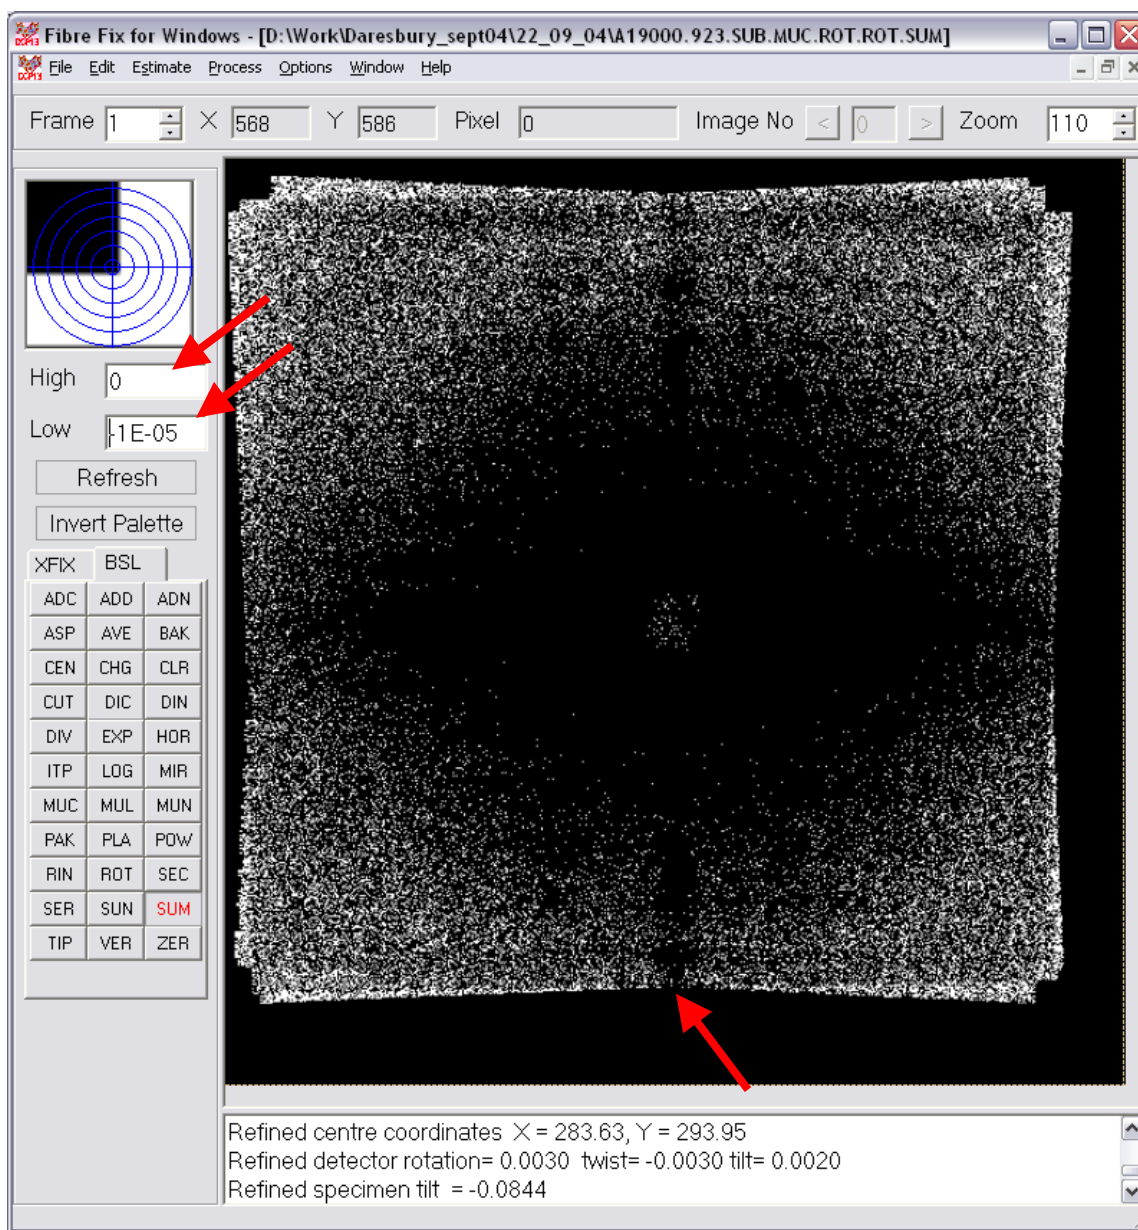 Fibre Fix for Windows - [D:\Work\Daresbury_sept04\22_09_04\A19000.923.SUB.MUC.ROT.ROT.SUM]
File Edit Estimate Process Options Window Help
Frame 1 X 568 Y 586 Pixel 0 Image No < 0 > Zoom 110
High 0
Low -1E-05
Refresh
Invert Palette
XFIX BSL
ADC ADD ADN
ASP AVE BAK
CEN CHG CLR
CUT DIC DIN
DIV EXP HOR
ITP LOG MIR
MUC MUL MUN
PAK PLA POW
RIN ROT SEC
SER SUN SUM
TIP VER ZER
Refined centre coordinates X = 283.63, Y = 293.95
Refined detector rotation= 0.0030 twist= -0.0030 tilt= 0.0020
Refined specimen tilt = -0.0844